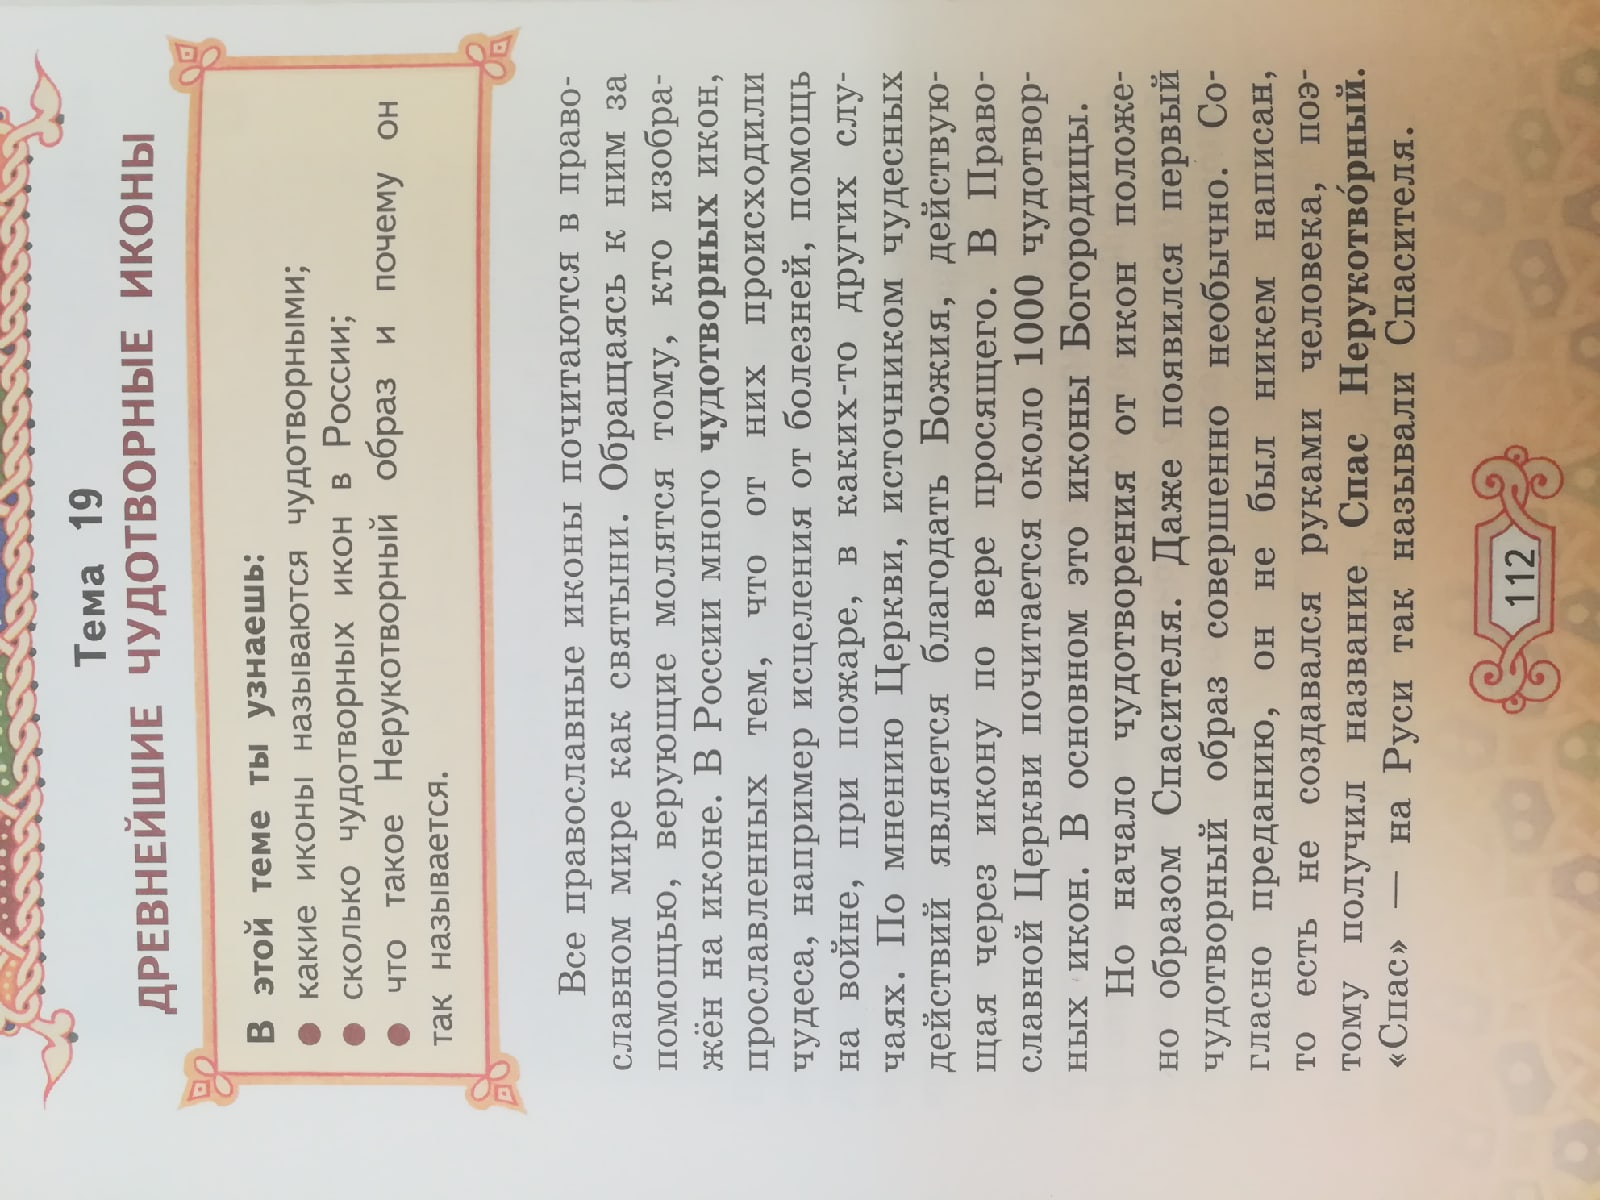 Тема 19
ДРЕВНЕЙШИЕ ЧУДОТВОРНЫЕ ИКОНЫ
В этой теме ты узнаешь:
● какие иконы называются чудотворными;
● сколько чудотворных икон в России;
● что такое Нерукотворный образ и почему он
так называется.
Все православные иконы почитаются в право-
славном мире как святыни. Обращаясь к ним за
помощью, верующие молятся тому, кто изобра-
жён на иконе. В России много чудотворных икон,
прославленных тем, что от них происходили
чудеса, например исцеления от болезней, помощь
на войне, при пожаре, в каких-то других слу-
чаях. По мнению Церкви, источником чудесных
действий является благодать Божия, действую-
щая через икону по вере просящего. В Право-
славной Церкви почитается около 1000 чудотвор-
ных икон. В основном это иконы Богородицы.
Но начало чудотворения от икон положе-
но образом Спасителя. Даже появился первый
чудотворный образ совершенно необычно. Со-
гласно преданию, он не был никем написан,
то есть не создавался руками человека, поэ-
тому получил название Спас Нерукотво́рный.
«Спас» — на Руси так называли Спасителя.
112